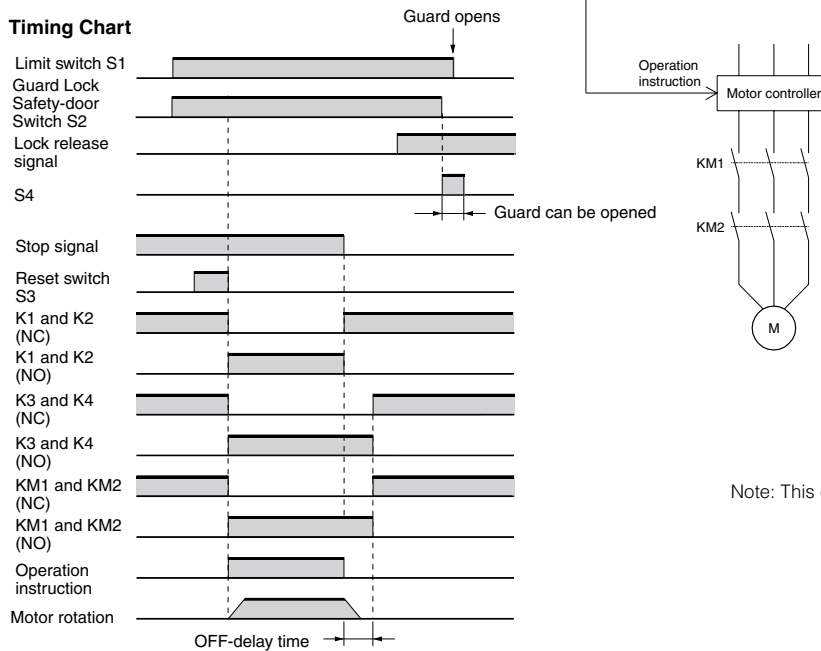 Timing Chart
Guard opens
Limit switch S1
Guard Lock
Safety-door
Switch S2
Lock release
signal
S4
Guard can be opened
Stop signal
Reset switch
S3
K1 and K2
(NC)
K1 and K2
(NO)
K3 and K4
(NC)
K3 and K4
(NO)
KM1 and KM2
(NC)
KM1 and KM2
(NO)
Operation
instruction
Motor rotation
OFF-delay time
Operation
instruction
Motor controller
KM1
KM2
M
Note: This